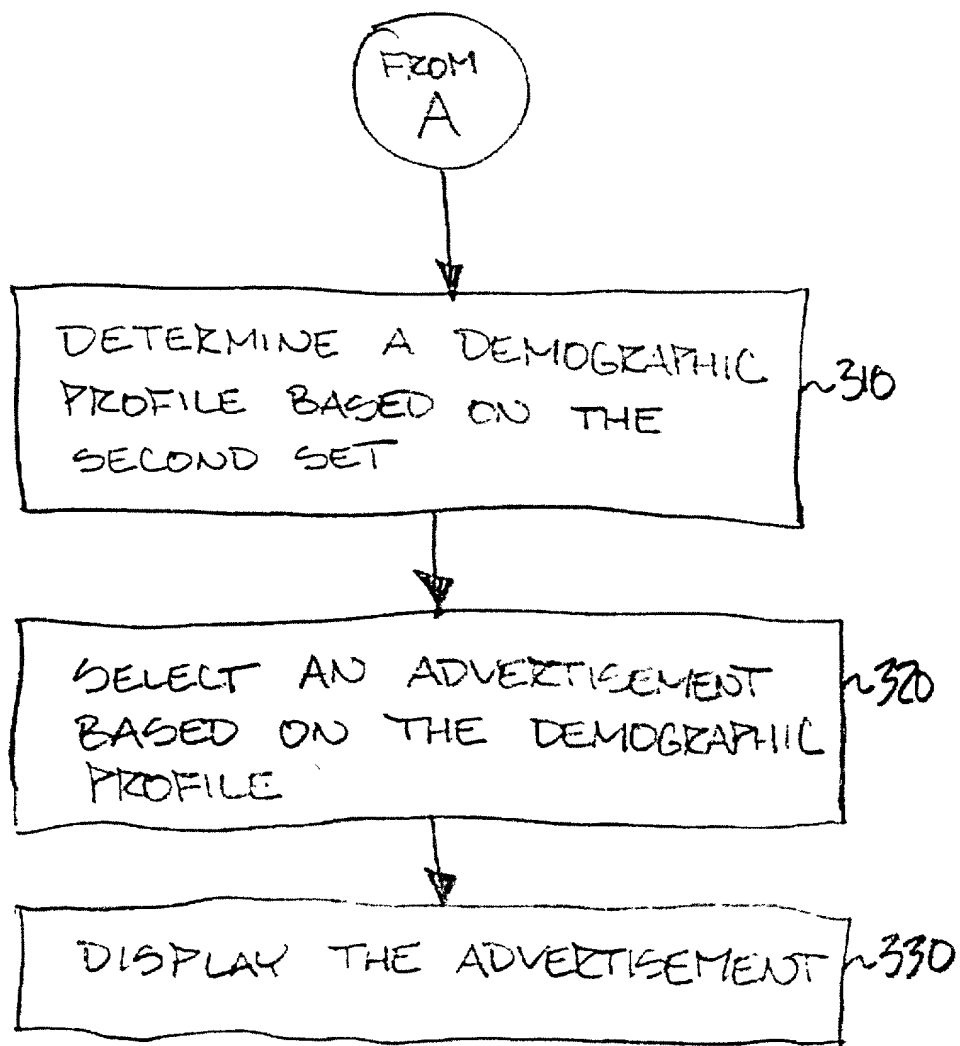 FROM
A
DETERMINE A DEMOGRAPHIC
PROFILE BASED ON THE
SECOND SET
~310
SELECT AN ADVERTISEMENT
BASED ON THE DEMOGRAPHIC
PROFILE
~320
DISPLAY THE ADVERTISEMENT
~330